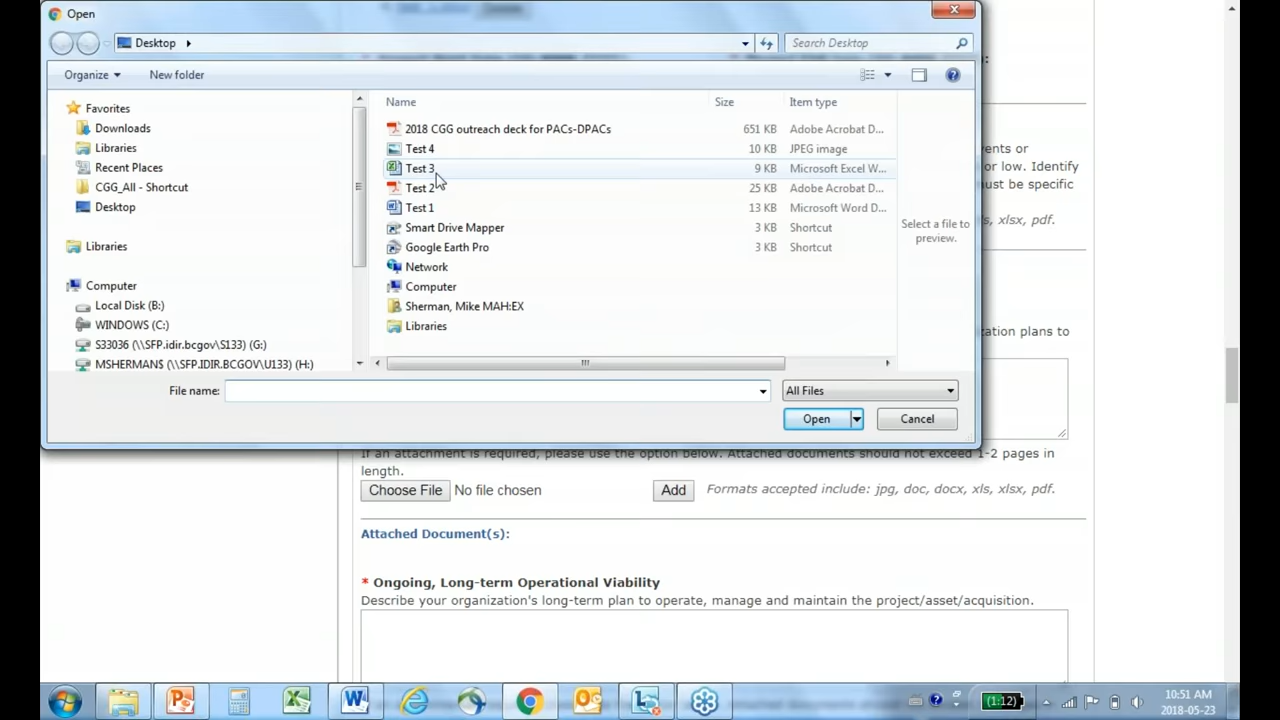 Open
Desktop
Search Desktop
Organize
New folder
Favorites
Downloads
Libraries
Recent Places
CGG_All - Shortcut
Desktop
Libraries
Computer
Local Disk (B:)
WINDOWS (C:)
S33036 (\\SFP.idir.bcgov\S133) (G:)
MSHERMAN$ (\\SFP.IDIR.BCGOV\U133) (H:)
Name Size Item type
2018 CGG outreach deck for PACs-DPACs 651 KB Adobe Acrobat D...
Test 4 10 KB JPEG image
Test 3 9 KB Microsoft Excel W...
Test 2 25 KB Adobe Acrobat D...
Test 1 13 KB Microsoft Word D...
Smart Drive Mapper 3 KB Shortcut
Google Earth Pro 3 KB Shortcut
Network
Computer
Sherman, Mike MAH:EX
Libraries
Select a file to
preview.
File name:
All Files
Open
Cancel
vents or
or low. Identify
ust be specific
ls, xlsx, pdf.
zation plans to
If an attachment is required, please use the option below. Attached documents should not exceed 1-2 pages in
length.
Choose File No file chosen Add Formats accepted include: jpg, doc, docx, xls, xlsx, pdf.
Attached Document(s):
* Ongoing, Long-term Operational Viability
Describe your organization's long-term plan to operate, manage and maintain the project/asset/acquisition.
(1:12)
10:51 AM
2018-05-23